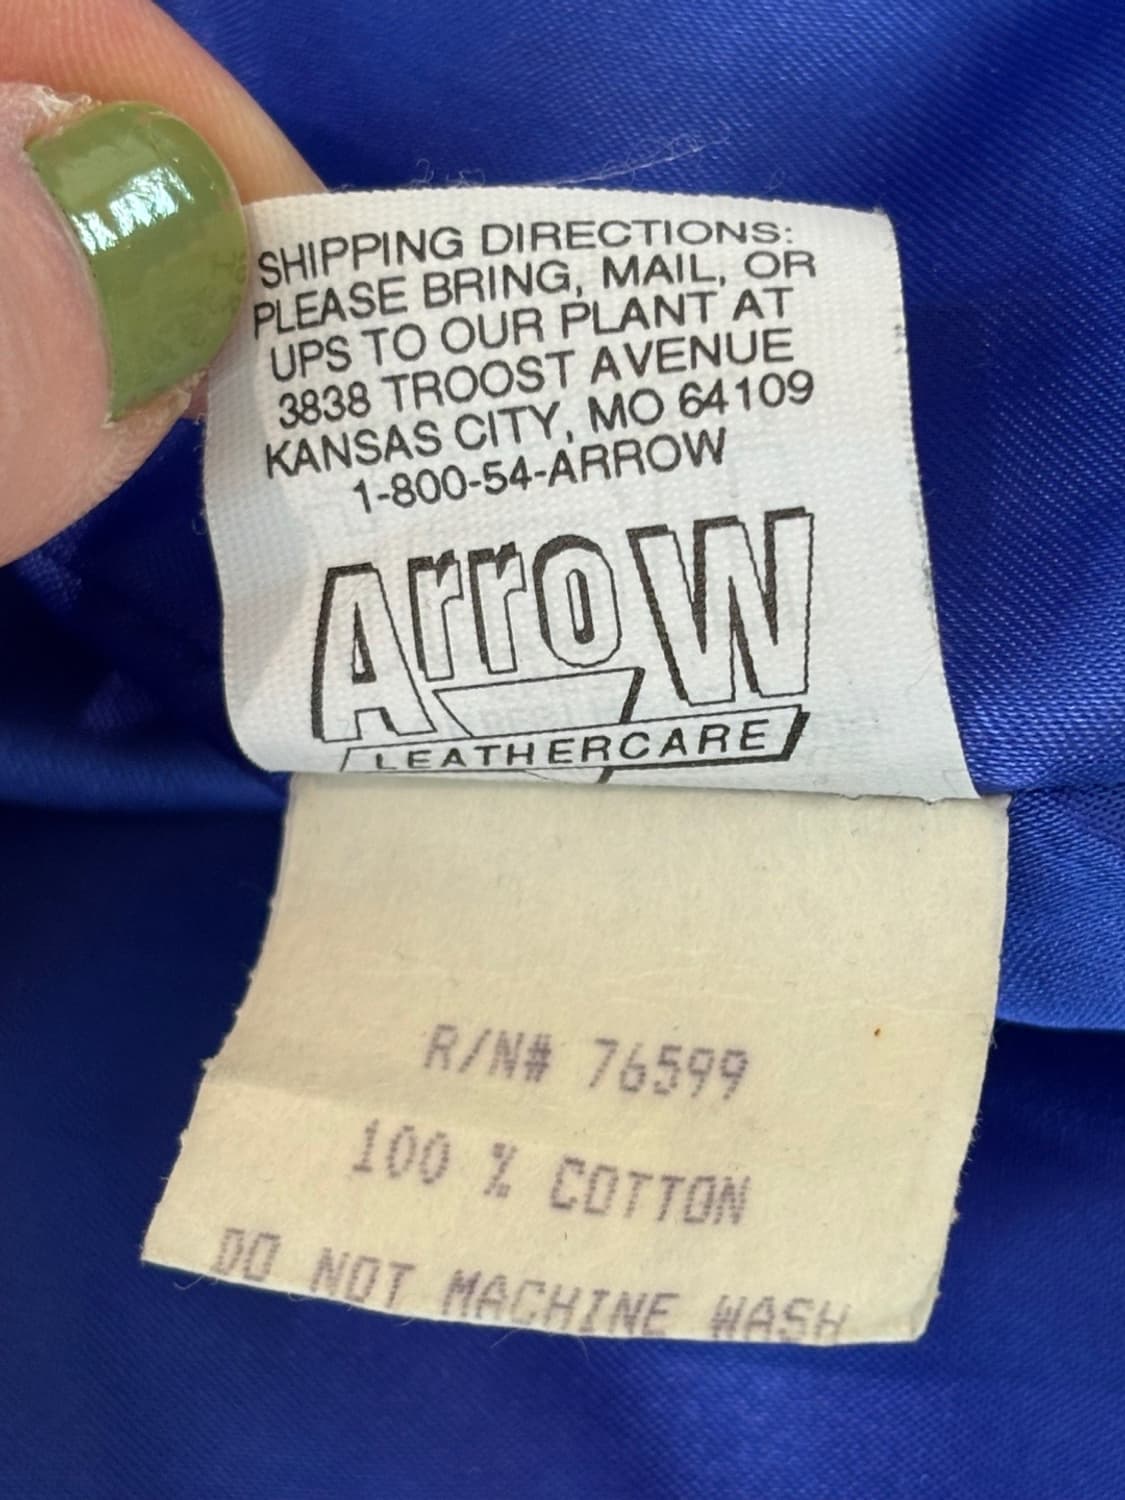 SHIPPING DIRECTIONS:
PLEASE BRING, MAIL, OR
UPS TO OUR PLANT AT
3838 TROOST AVENUE
KANSAS CITY, MO 64109
1-800-54-ARROW
ArroW
LEATHERCARE
R/N# 76599
100 % COTTON
DO NOT MACHINE WASH